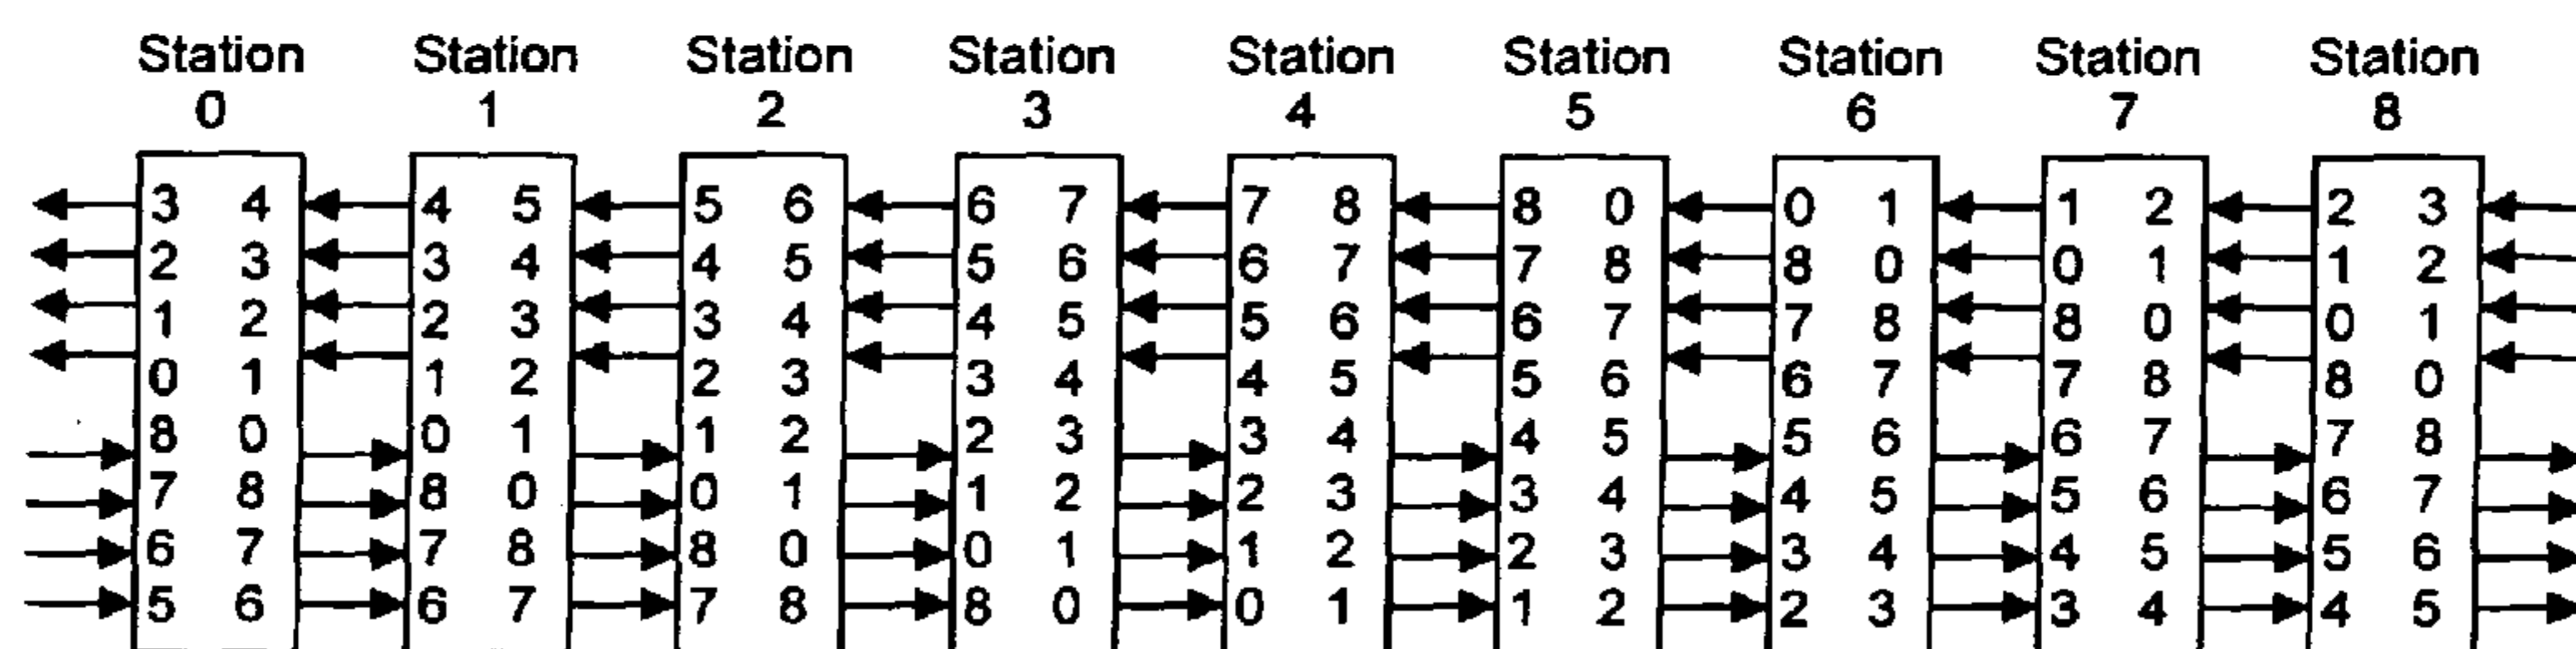 Station Station Station Station Station Station Station Station Station
0 1 2 3 4 5 6 7 8
3 4 4 5 5 6 6 7 7 8 8 0 0 1 1 2 2 3
2 3 3 4 4 5 5 6 6 7 7 8 8 0 0 1 1 2
1 2 2 3 3 4 4 5 5 6 6 7 7 8 8 0 0 1
0 1 1 2 2 3 3 4 4 5 5 6 6 7 7 8 8 0
8 0 0 1 1 2 2 3 3 4 4 5 5 6 6 7 7 8
7 8 8 0 0 1 1 2 2 3 3 4 4 5 5 6 6 7
6 7 7 8 8 0 0 1 1 2 2 3 3 4 4 5 5 6
5 6 6 7 7 8 8 0 0 1 1 2 2 3 3 4 4 5